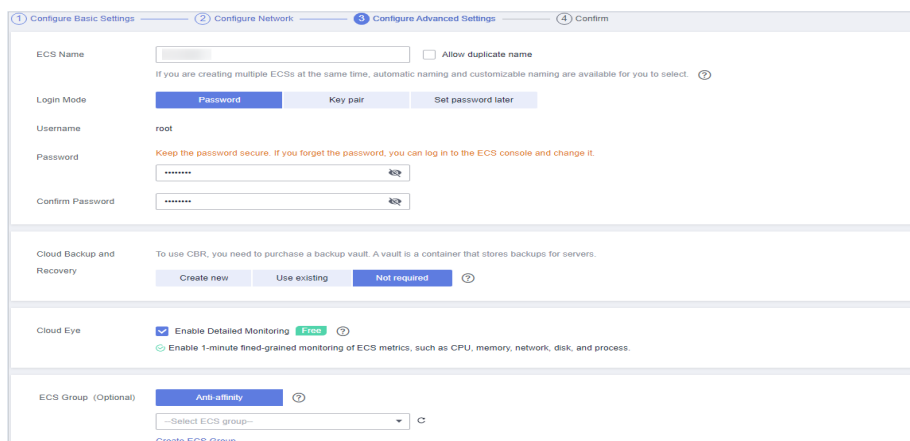 1 Configure Basic Settings 2 Configure Network 3 Configure Advanced Settings 4 Confirm
ECS Name Allow duplicate name
If you are creating multiple ECSs at the same time, automatic naming and customizable naming are available for you to select. ?
Login Mode Password Key pair Set password later
Username root
Keep the password secure. If you forget the password, you can log in to the ECS console and change it.
Password
••••••••
Confirm Password ••••••••
Cloud Backup and To use CBR, you need to purchase a backup vault. A vault is a container that stores backups for servers.
Recovery
Create new Use existing Not required ?
Cloud Eye Enable Detailed Monitoring Free ?
Enable 1-minute fined-grained monitoring of ECS metrics, such as CPU, memory, network, disk, and process.
ECS Group (Optional) Anti-affinity ?
--Select ECS group-- C
Create ECS Group